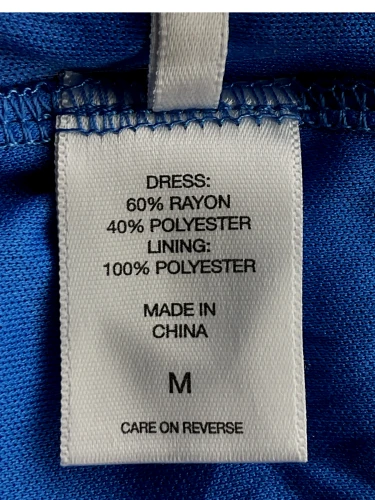 DRESS:
60% RAYON
40% POLYESTER
LINING:
100% POLYESTER
MADE IN
CHINA
M
CARE ON REVERSE